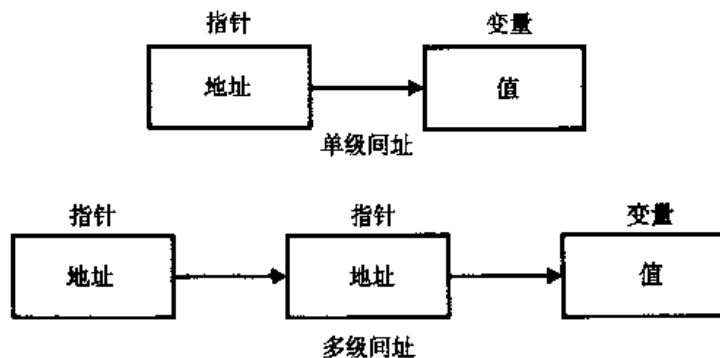 指针 变量
地址 值
单级间址
指针 指针 变量
地址 地址 值
多级间址